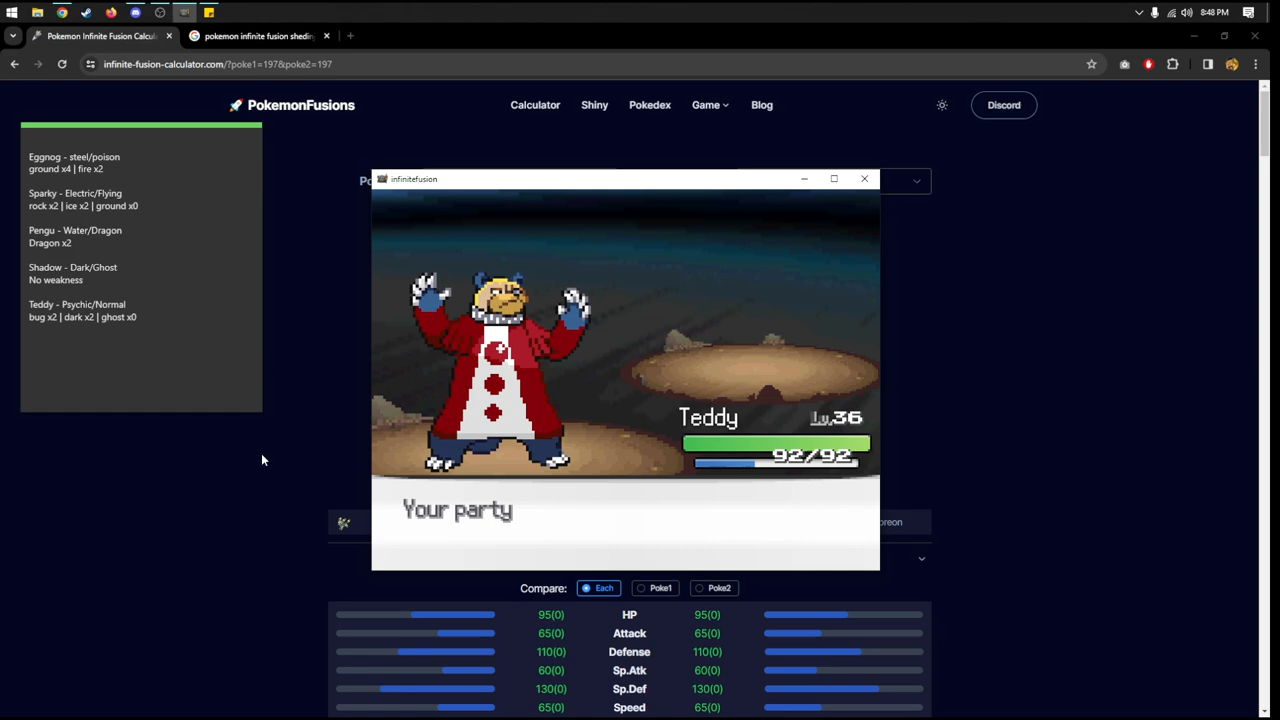 8:48 PM
Pokemon Infinite Fusion Calcul
pokemon infinite fusion sheding
infinite-fusion-calculator.com/?poke1=197&poke2=197
PokemonFusions
Calculator
Shiny
Pokedex
Game
Blog
Discord
Eggnog - steel/poison
ground x4 | fire x2
Sparky - Electric/Flying
rock x2 | ice x2 | ground x0
Pengu - Water/Dragon
Dragon x2
Shadow - Dark/Ghost
No weakness
Teddy - Psychic/Normal
bug x2 | dark x2 | ghost x0
infinitefusion
Teddy Lv.36
92/92
Your party
Compare:
Each
Poke1
Poke2
95(0) HP 95(0)
65(0) Attack 65(0)
110(0) Defense 110(0)
60(0) Sp.Atk 60(0)
130(0) Sp.Def 130(0)
65(0) Speed 65(0)